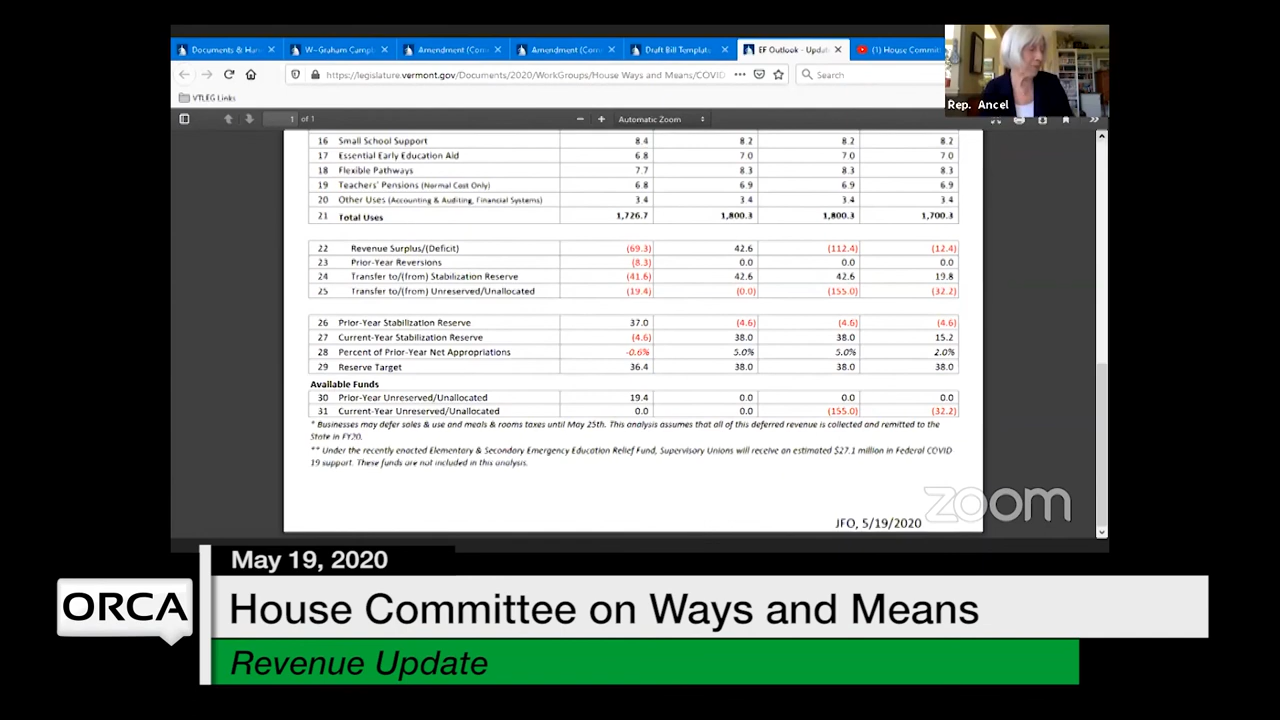 Documents & Han
W~Graham Campb
Amendment (Com
Amendment (Com
Draft Bill Template
EF Outlook - Updat
(1) House Committ
https://legislature.vermont.gov/Documents/2020/WorkGroups/House Ways and Means/COVID
Search
VTLEG Links
Rep. Ancel
1 of 1
Automatic Zoom
16 Small School Support 8.4 8.2 8.2 8.2
17 Essential Early Education Aid 6.8 7.0 7.0 7.0
18 Flexible Pathways 7.7 8.3 8.3 8.3
19 Teachers' Pensions (Normal Cost Only) 6.8 6.9 6.9 6.9
20 Other Uses (Accounting & Auditing, Financial Systems) 3.4 3.4 3.4 3.4
21 Total Uses 1,726.7 1,800.3 1,800.3 1,700.3
22 Revenue Surplus/(Deficit) (69.3) 42.6 (112.4) (12.4)
23 Prior-Year Reversions (8.3) 0.0 0.0 0.0
24 Transfer to/(from) Stabilization Reserve (41.6) 42.6 42.6 19.8
25 Transfer to/(from) Unreserved/Unallocated (19.4) (0.0) (155.0) (32.2)
26 Prior-Year Stabilization Reserve 37.0 (4.6) (4.6) (4.6)
27 Current-Year Stabilization Reserve (4.6) 38.0 38.0 15.2
28 Percent of Prior-Year Net Appropriations -0.6% 5.0% 5.0% 2.0%
29 Reserve Target 36.4 38.0 38.0 38.0
Available Funds
30 Prior-Year Unreserved/Unallocated 19.4 0.0 0.0 0.0
31 Current-Year Unreserved/Unallocated 0.0 0.0 (155.0) (32.2)
* Businesses may defer sales & use and meals & rooms taxes until May 25th. This analysis assumes that all of this deferred revenue is collected and remitted to the
State in FY20.
** Under the recently enacted Elementary & Secondary Emergency Education Relief Fund, Supervisory Unions will receive an estimated $27.1 million in Federal COVID
19 support. These funds are not included in this analysis.
zoom
JFO, 5/19/2020
May 19, 2020
ORCA
House Committee on Ways and Means
Revenue Update